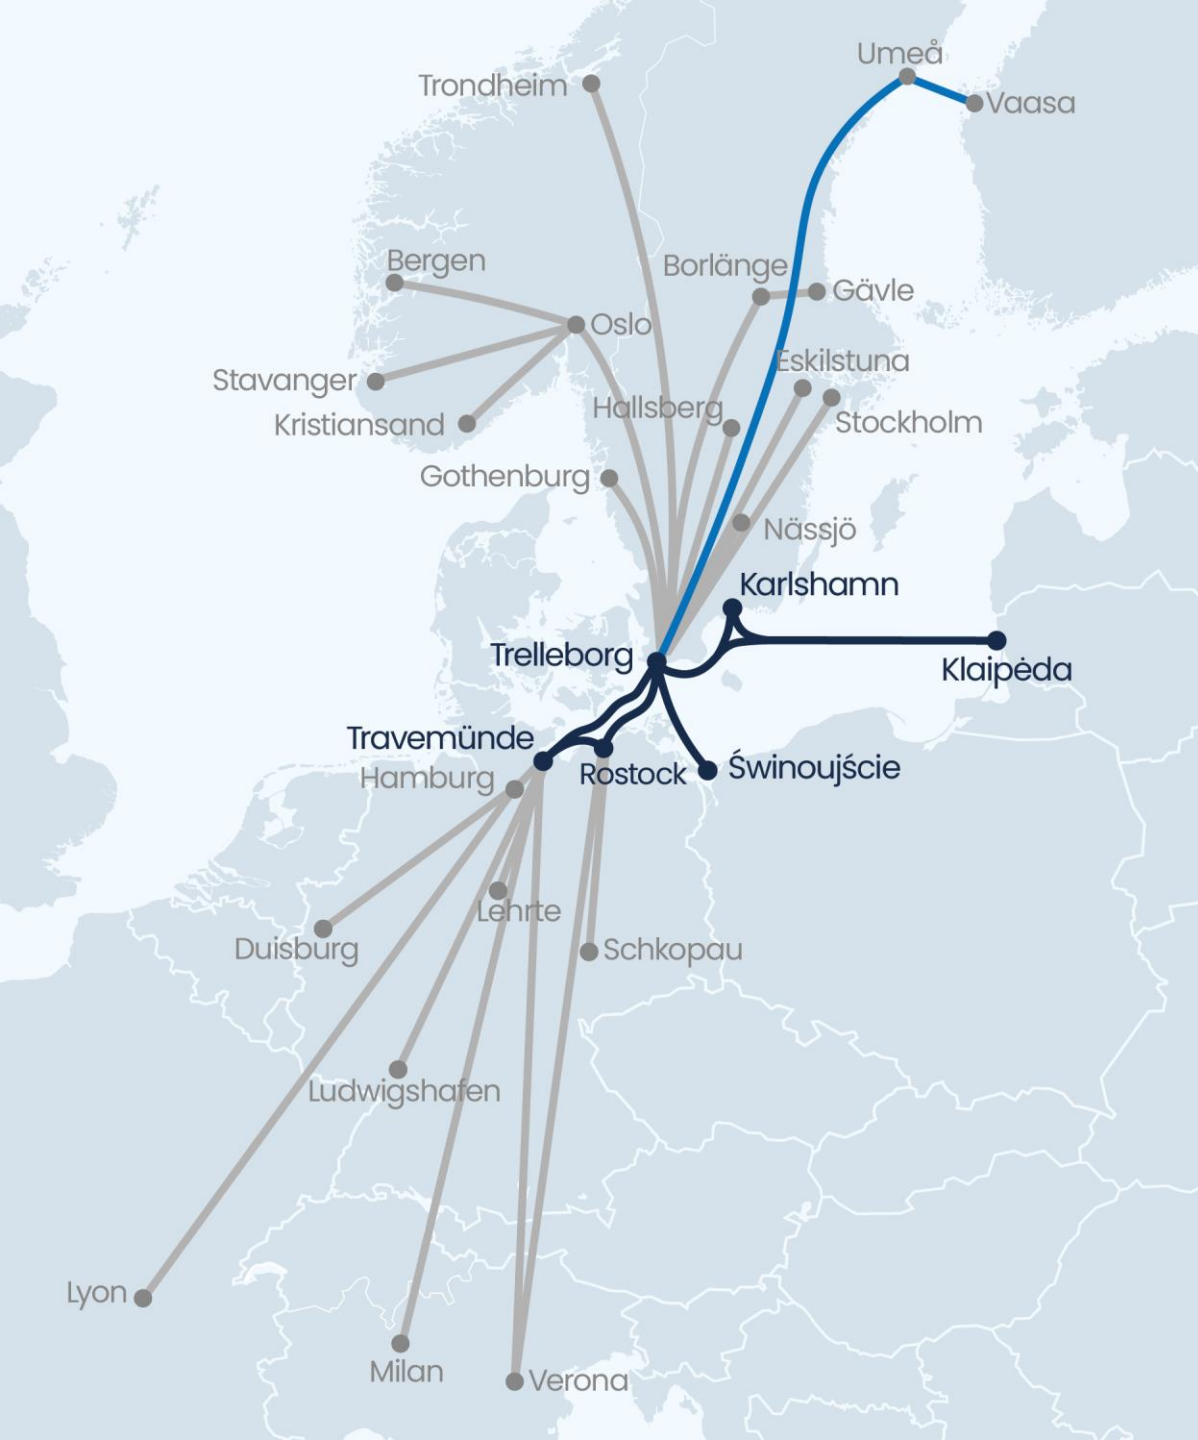 Umeå
Trondheim
Vaasa
Bergen
Borlänge
Gävle
Oslo
Eskilstuna
Stavanger
Hallsberg
Kristiansand
Stockholm
Gothenburg
Nässjö
Karlshamn
Trelleborg
Klaipėda
Travemünde
Świnoujście
Rostock
Hamburg
Lehrte
Duisburg
Schkopau
Ludwigshafen
Lyon
Milan
Verona